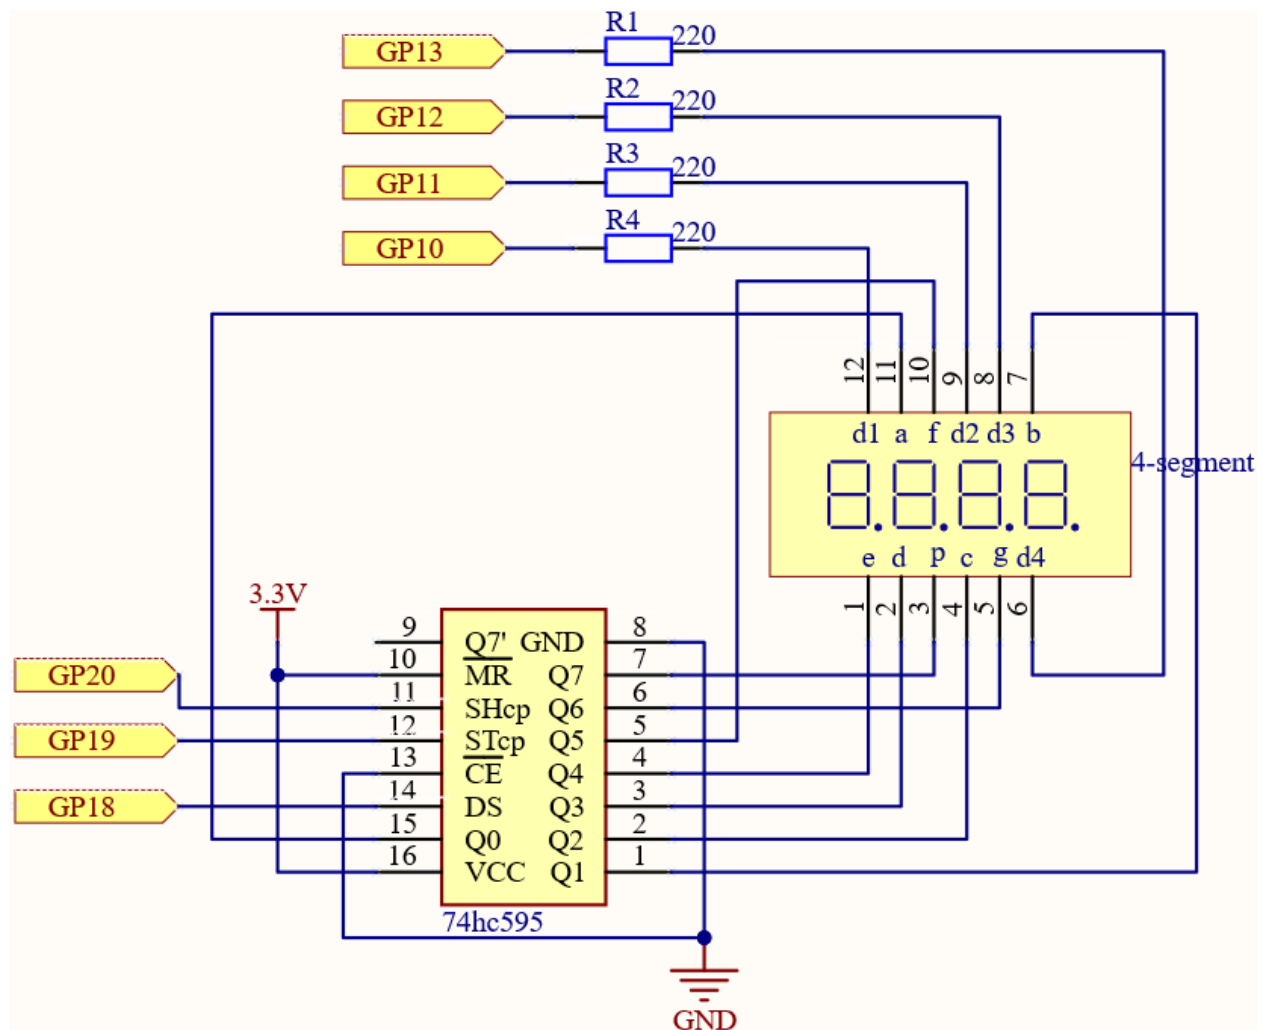 R1
GP13
220
R2
GP12
220
R3
GP11
220
R4
GP10
220
12 11 10 9 8 7
d1 a f d2 d3 b
4-segment
e d p c g d4
1 2 3 4 5 6
3.3V
9 Q7' GND 8
10 MR Q7 7
GP20
11 SHcp Q6 6
GP19
12 STcp Q5 5
13 CE Q4 4
GP18
14 DS Q3 3
15 Q0 Q2 2
16 VCC Q1 1
74hc595
GND